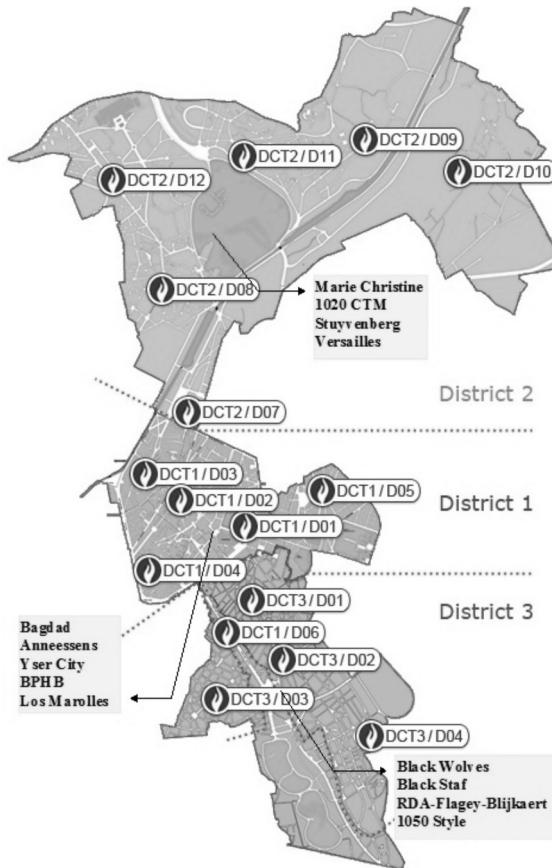 DCT2 / D09
DCT2 / D11
DCT2 / D10
DCT2 / D12
DCT2 / D08
Marie Christine
1020 CTM
Stuyvenberg
Versailles
District 2
DCT2 / D07
DCT1 / D03
DCT1 / D05
DCT1 / D02
District 1
DCT1 / D01
DCT1 / D04
DCT3 / D01
District 3
Bagdad
Anneessens
Yser City
BPHB
Los Marolles
DCT1 / D06
DCT3 / D02
DCT3 / D03
DCT3 / D04
Black Wolves
Black Staf
RDA-Flagey-Blijkaert
1050 Style